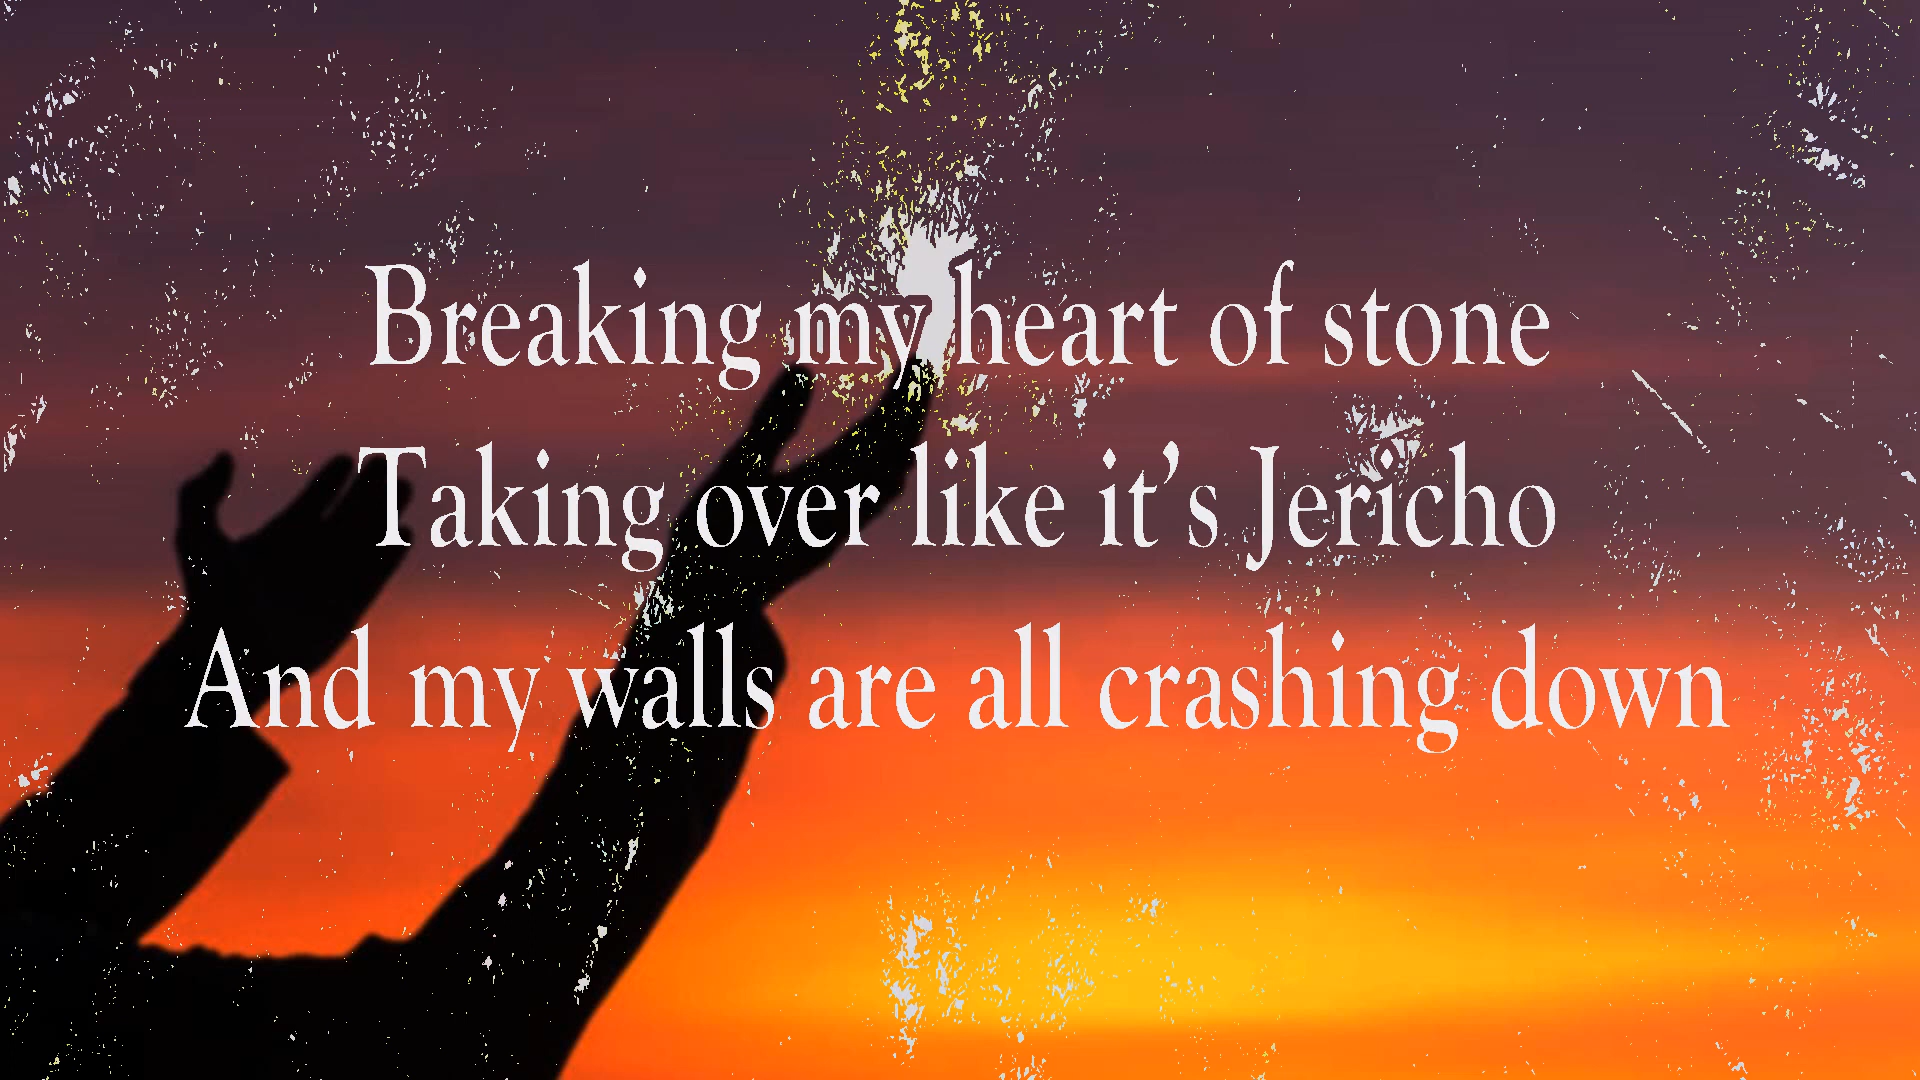 Breaking my heart of stone
Taking over like it’s Jericho
And my walls are all crashing down